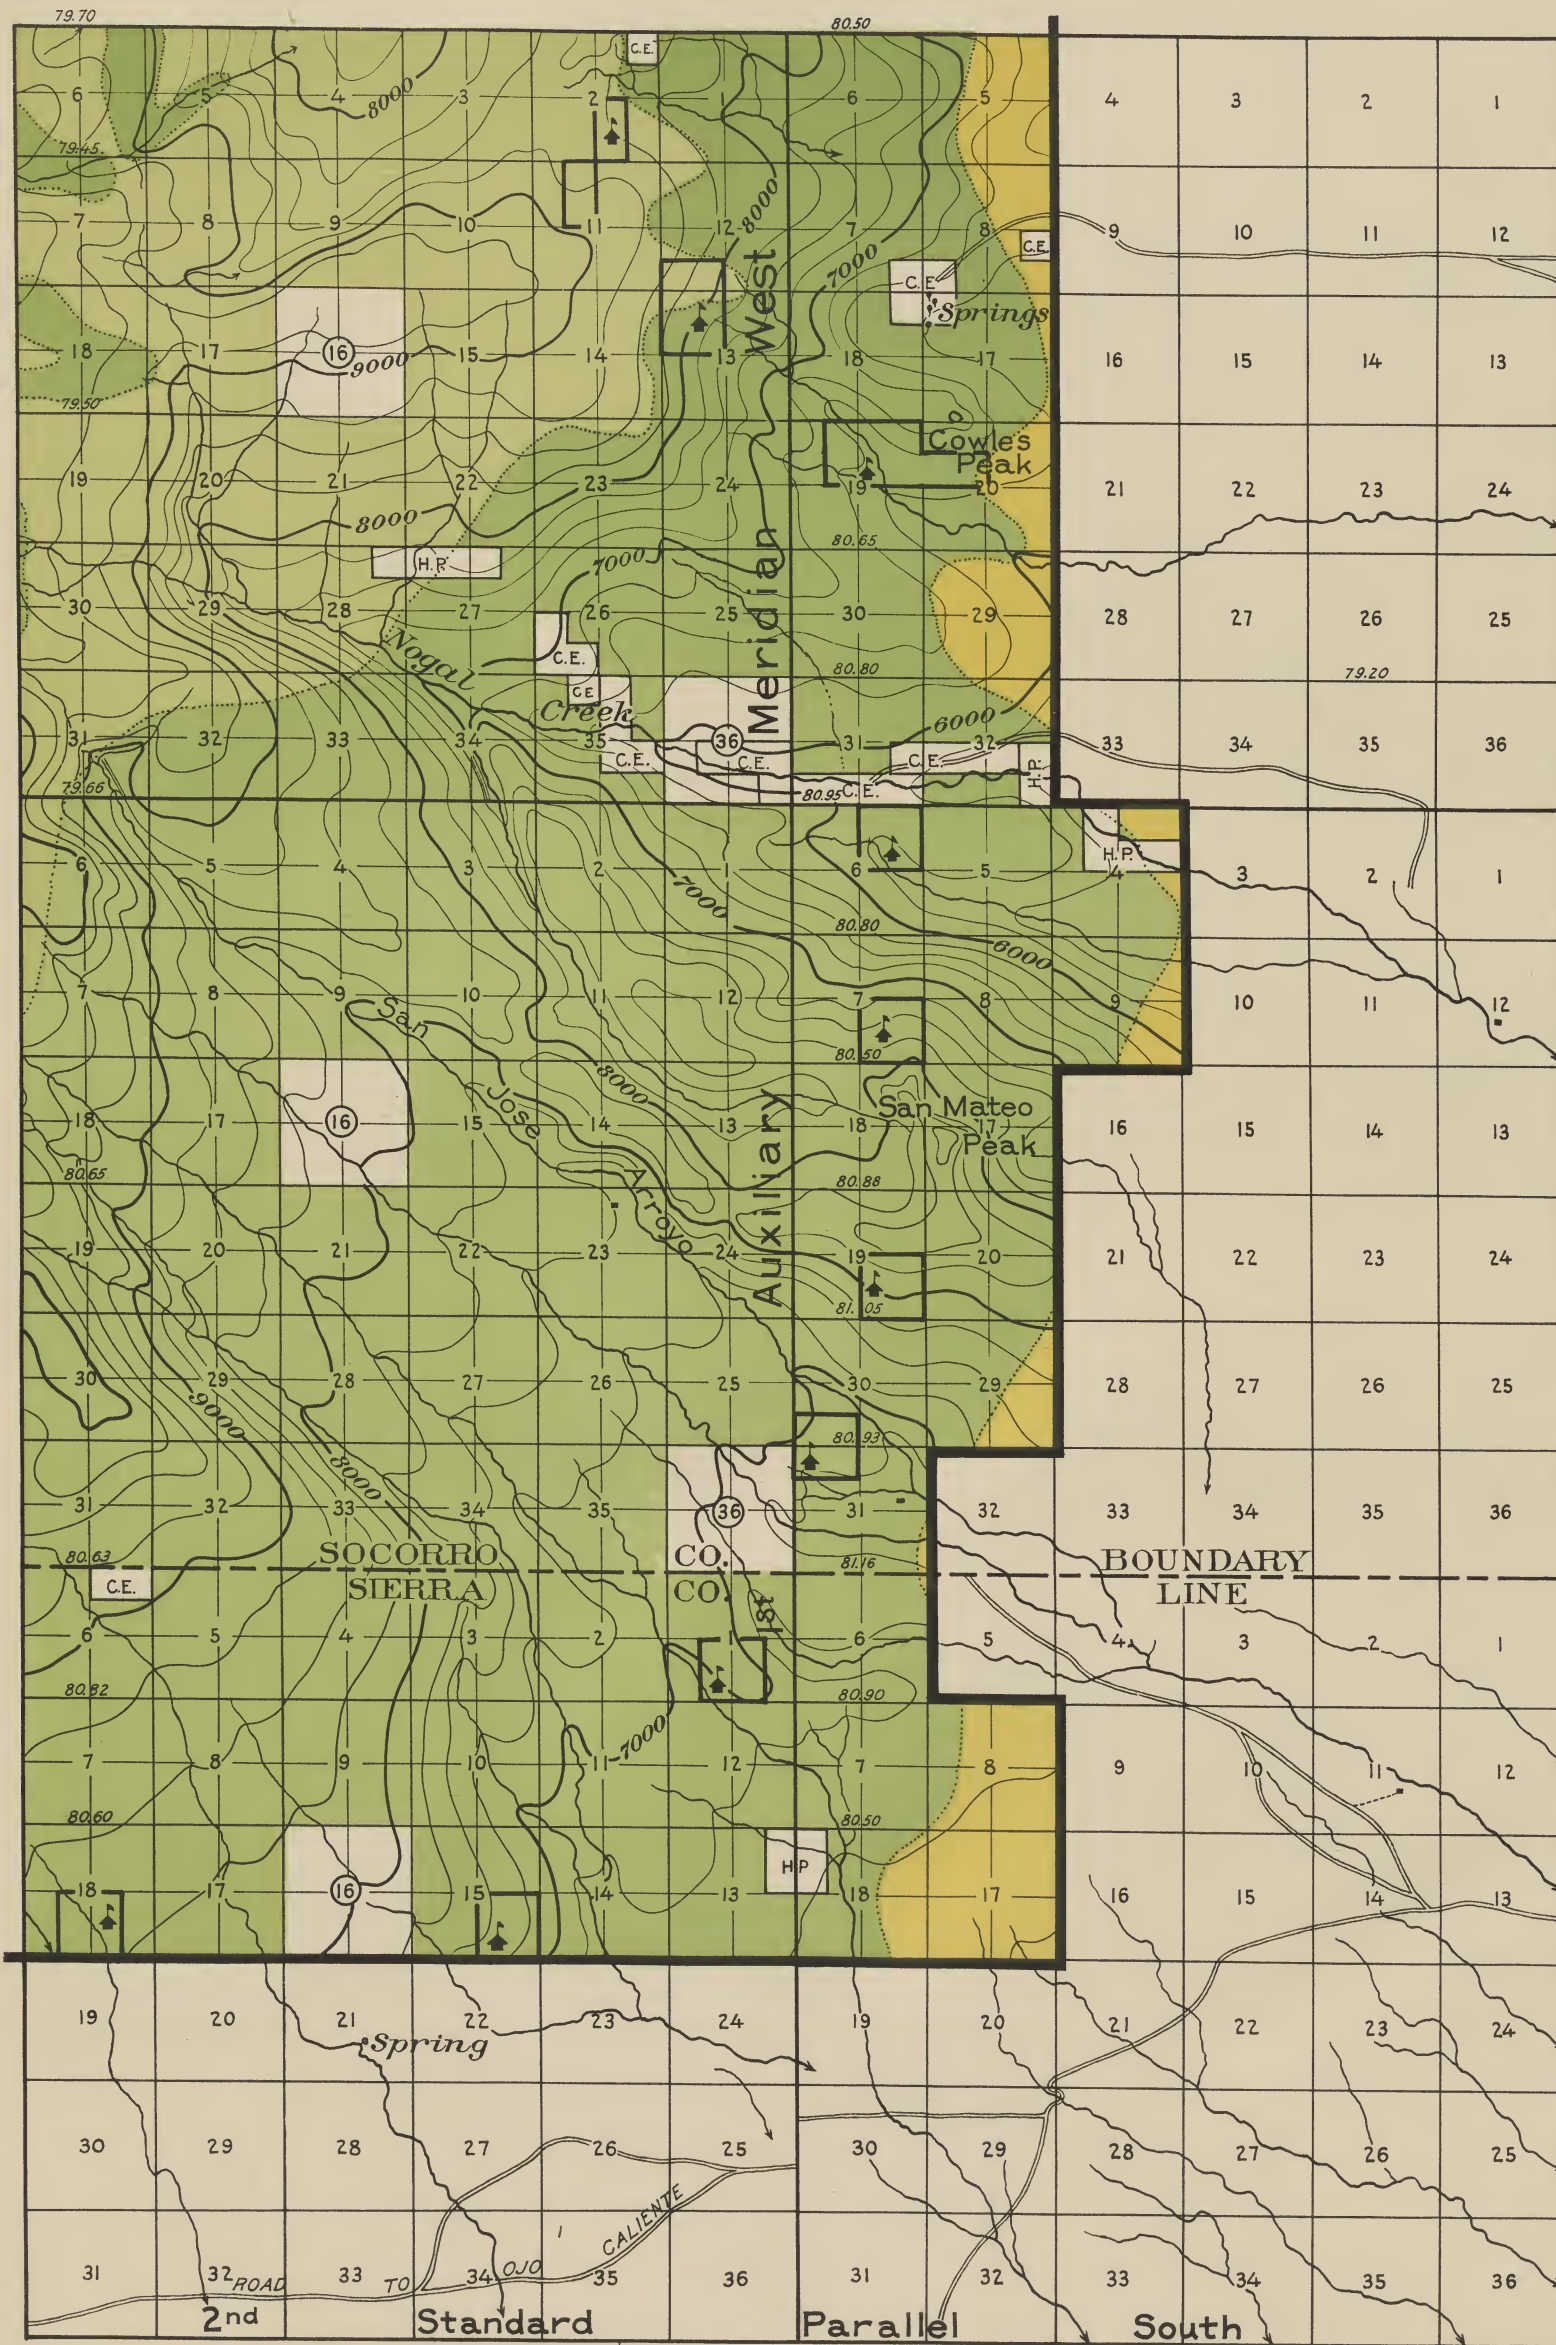 79.70 80.50
C.E.
6 5 4 8000 3 2 1 6 5 4 3 2 1
79.45
8000
7 8 9 10 11 12 7 8 9 10 11 12
C.E.
West
7000
C.E.
Springs
18 17 16 9000 15 14 13 18 17 16 15 14 13
79.50
Cowles
Peak
19 20 21 22 23 24 19 20 21 22 23 24
8000
80.65
H.P.
7000
Meridian
30 29 28 27 26 25 30 29 28 27 26 25
Nogal
C.E.
80.80 79.20
C.E.
Creek
6000
31 32 33 34 35 36 31 32 33 34 35 36
C.E. C.E. C.E. H.P.
79.66 80.95 C.E.
H.P.
6 5 4 3 2 1 6 5 4 3 2 1
7000
80.80
6000
7 8 9 10 11 12 7 8 9 10 11 12
San
80.50
8000
Jose
San Mateo
Peak
18 17 16 15 14 13 18 17 16 15 14 13
80.65 80.88
Arroyo
Auxilliary
19 20 21 22 23 24 19 20 21 22 23 24
81.05
30 29 28 27 26 25 30 29 28 27 26 25
9000
80.93
8000
31 32 33 34 35 36 31 32 33 34 35 36
80.63 SOCORRO CO. 81.16 BOUNDARY
C.E. SIERRA CO. LINE
1st
6 5 4 3 2 1 6 5 4 3 2 1
80.82 80.90
7000
7 8 9 10 11 12 7 8 9 10 11 12
80.60 80.50
H P
18 17 16 15 14 13 18 17 16 15 14 13
19 20 21 22 23 24 19 20 21 22 23 24
Spring
30 29 28 27 26 25 30 29 28 27 26 25
31 32 33 34 35 36 31 32 33 34 35 36
ROAD TO OJO CALIENTE
2nd Standard Parallel South